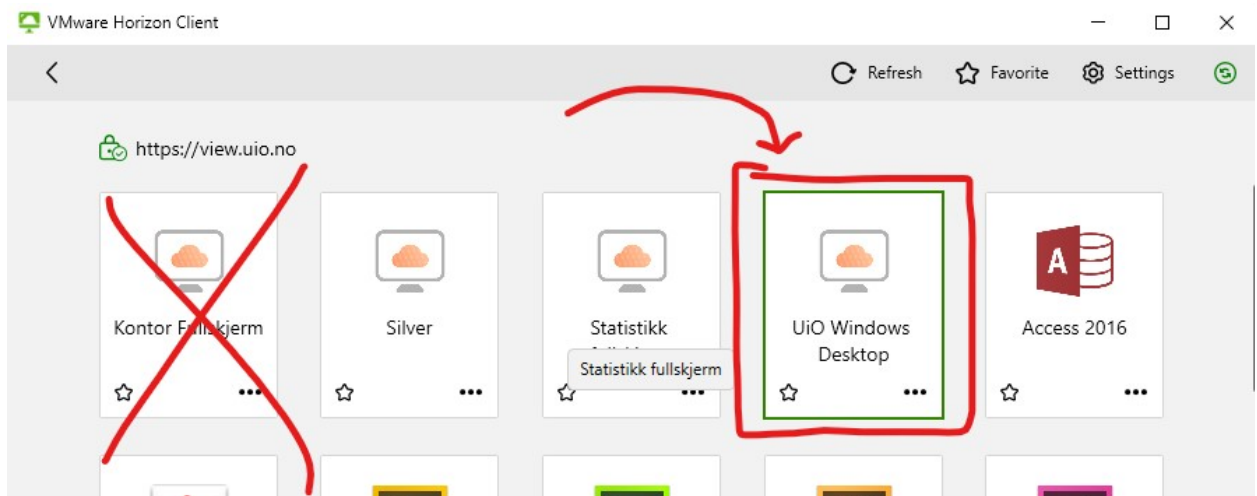 VMware Horizon Client
Refresh
Favorite
Settings
https://view.uio.no
Kontor Fullskjerm
Silver
Statistikk
Statistikk fullskjerm
UiO Windows
Desktop
A
Access 2016